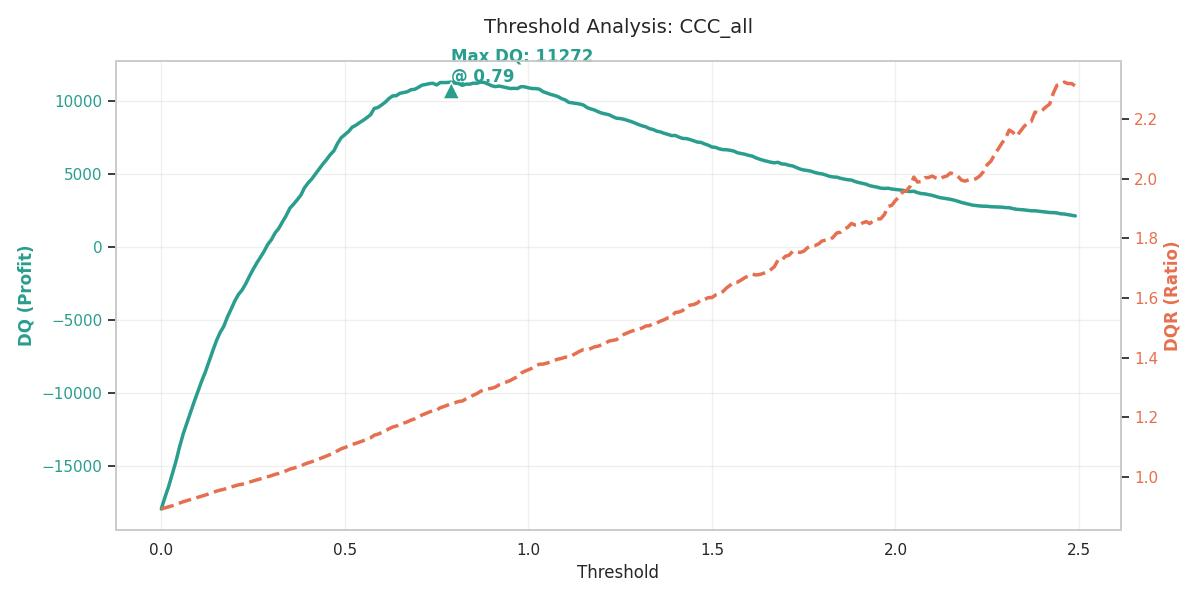 Threshold Analysis: CCC_all
Max DQ: 11272
@ 0.79
10000
5000
0
−5000
−10000
−15000
DQ (Profit)
2.2
2.0
1.8
1.6
1.4
1.2
1.0
DQR (Ratio)
0.0 0.5 1.0 1.5 2.0 2.5
Threshold